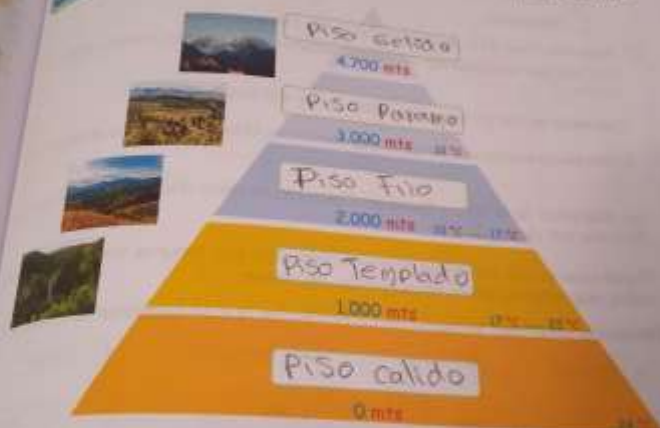 Piso Gelido
4.700 mts
Piso Paramo
3.000 mts
Piso Filo
2.000 mts
Piso Templado
1.000 mts
Piso calido
0 mts